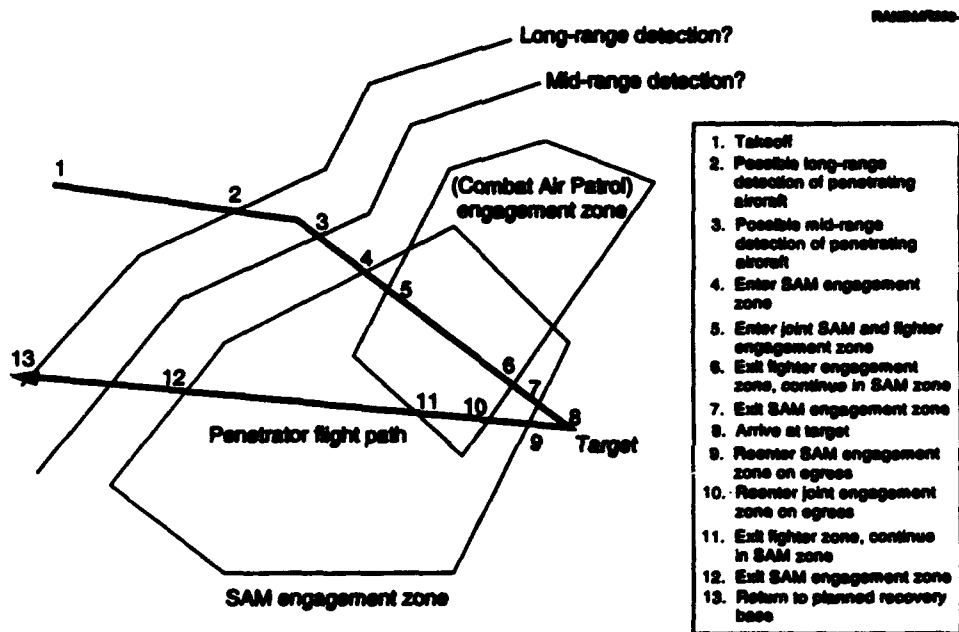 Long-range detection?
Mid-range detection?
1
2
3
(Combat Air Patrol)
engagement zone
4
5
13
12
6
7
11
10
8
9
Penetrator flight path
Target
SAM engagement zone
1. Takeoff
2. Possible long-range
detection of penetrating
aircraft
3. Possible mid-range
detection of penetrating
aircraft
4. Enter SAM engagement
zone
5. Enter joint SAM and fighter
engagement zone
6. Exit fighter engagement
zone, continue in SAM zone
7. Exit SAM engagement zone
8. Arrive at target
9. Reenter SAM engagement
zone on egress
10. Reenter joint engagement
zone on egress
11. Exit fighter zone, continue
in SAM zone
12. Exit SAM engagement zone
13. Return to planned recovery
base